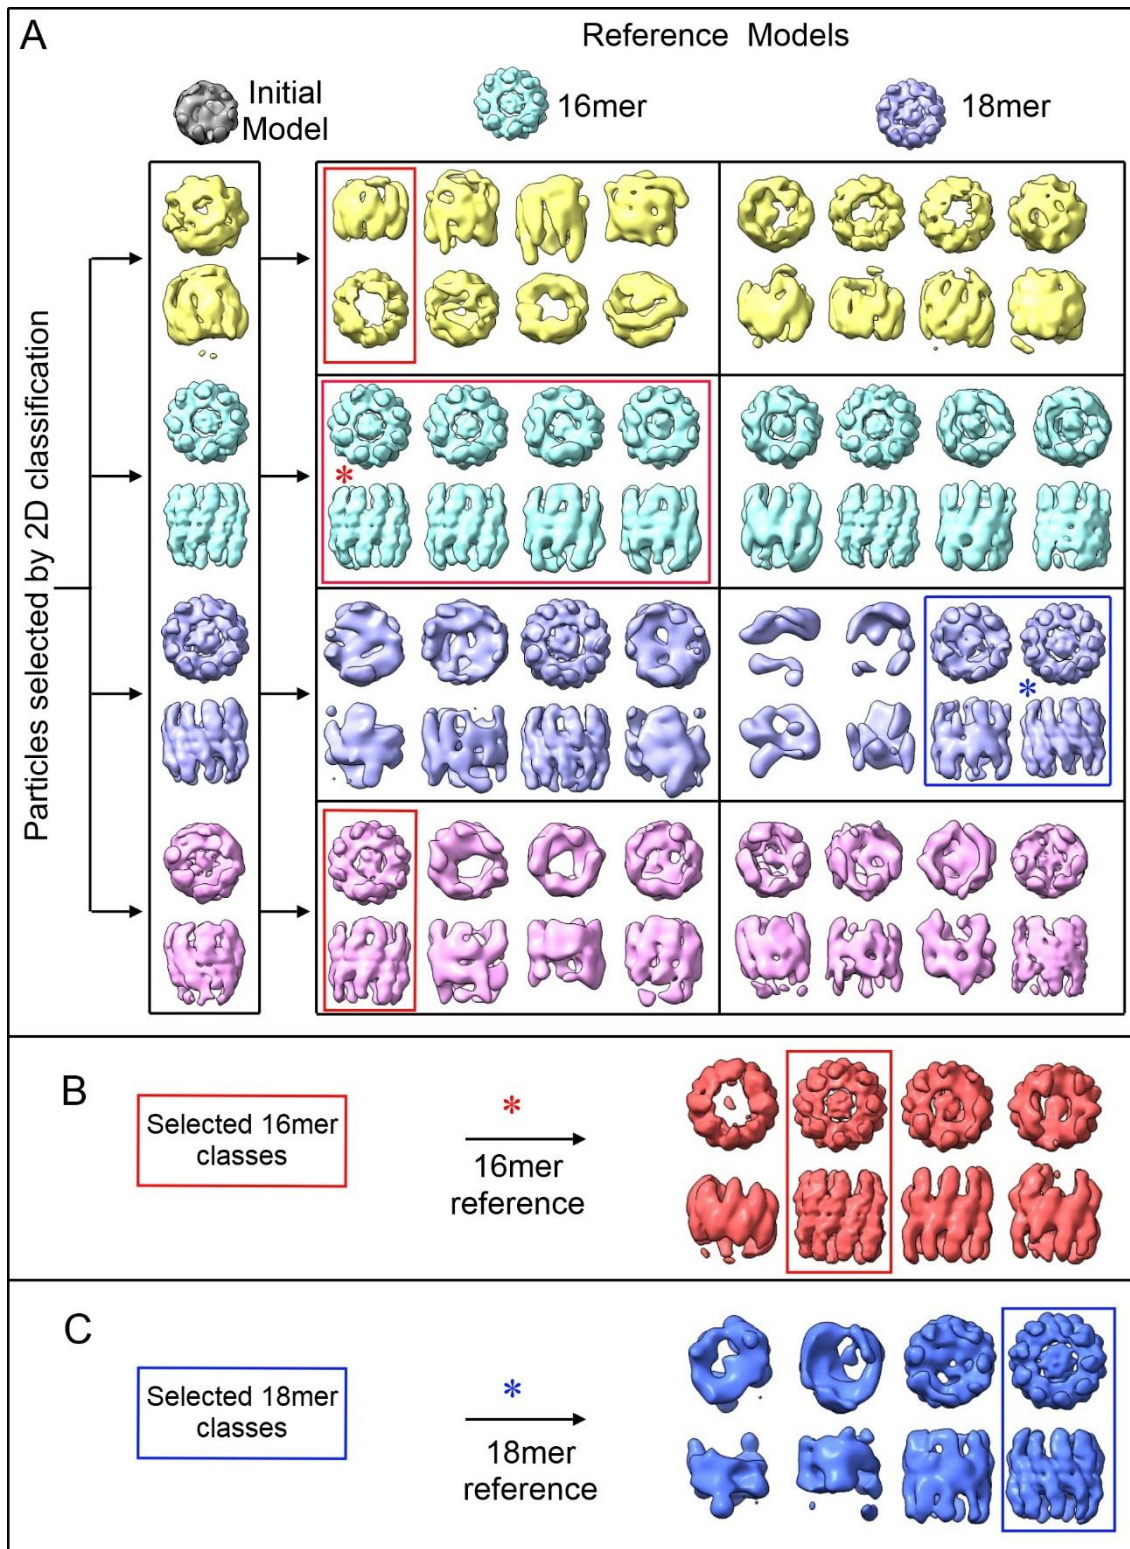 A
Reference Models
Initial
Model
16mer
18mer
Particles selected by 2D classification
*
*
B
Selected 16mer
classes
*
16mer
reference
C
Selected 18mer
classes
*
18mer
reference